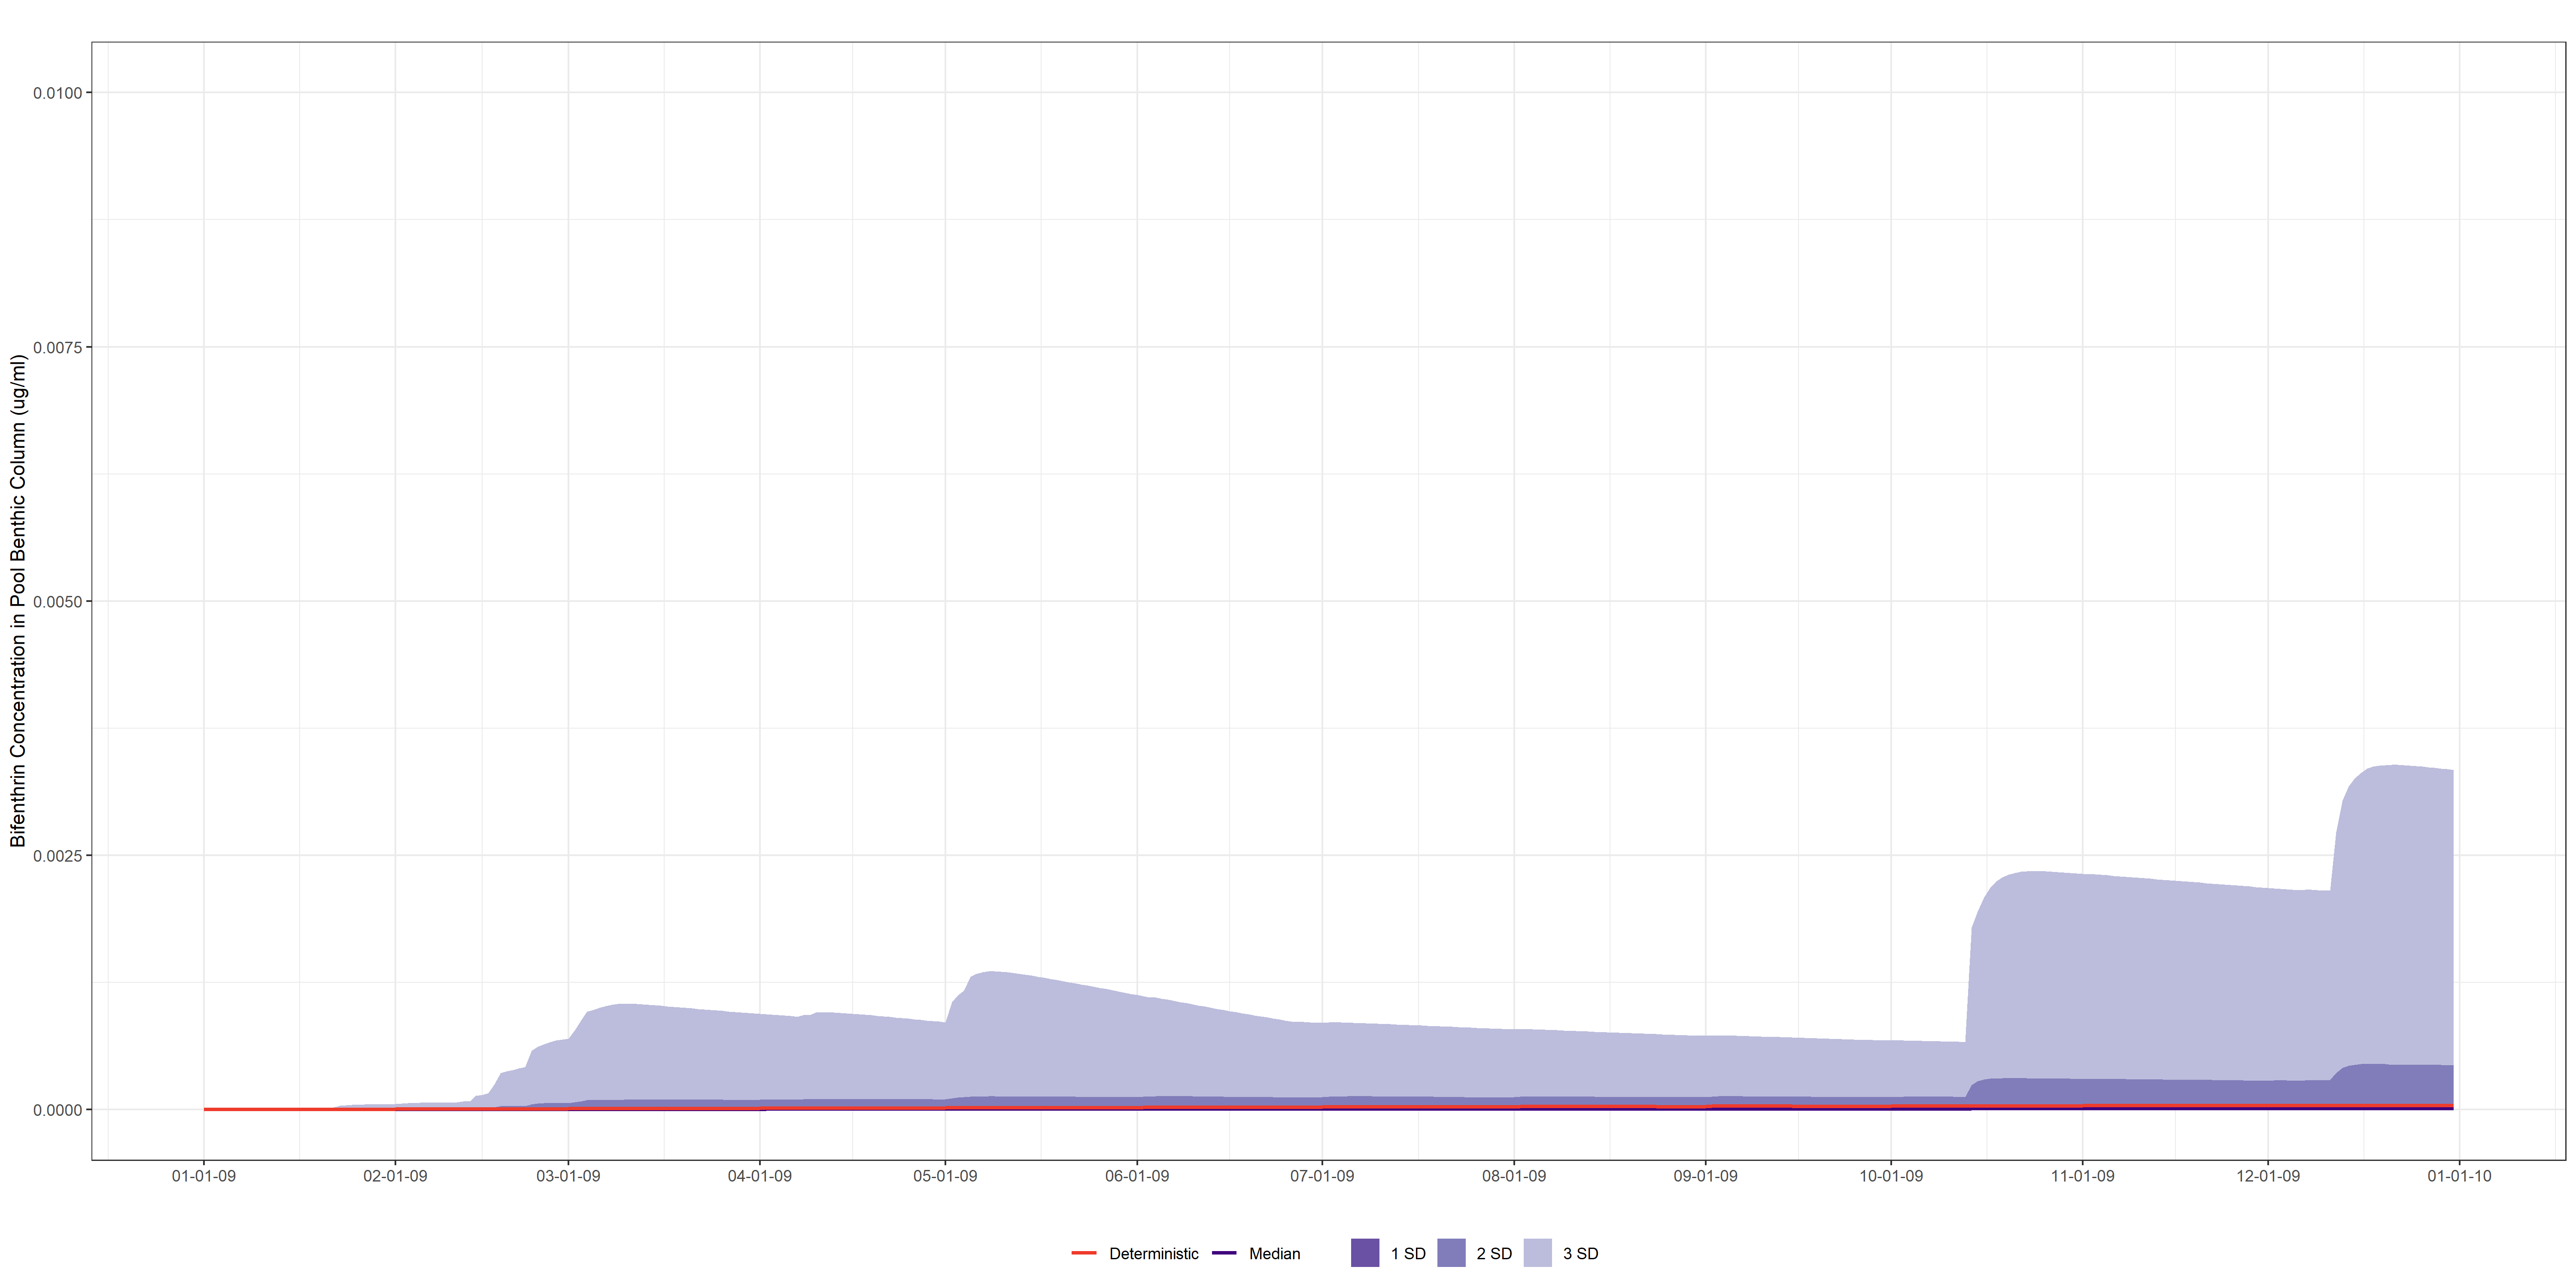 Bifenthrin Concentration in Pool Benthic Column (ug/ml)
0.0100
0.0075
0.0050
0.0025
0.0000
01-01-09 02-01-09 03-01-09 04-01-09 05-01-09 06-01-09 07-01-09 08-01-09 09-01-09 10-01-09 11-01-09 12-01-09 01-01-10
Deterministic Median 1 SD 2 SD 3 SD